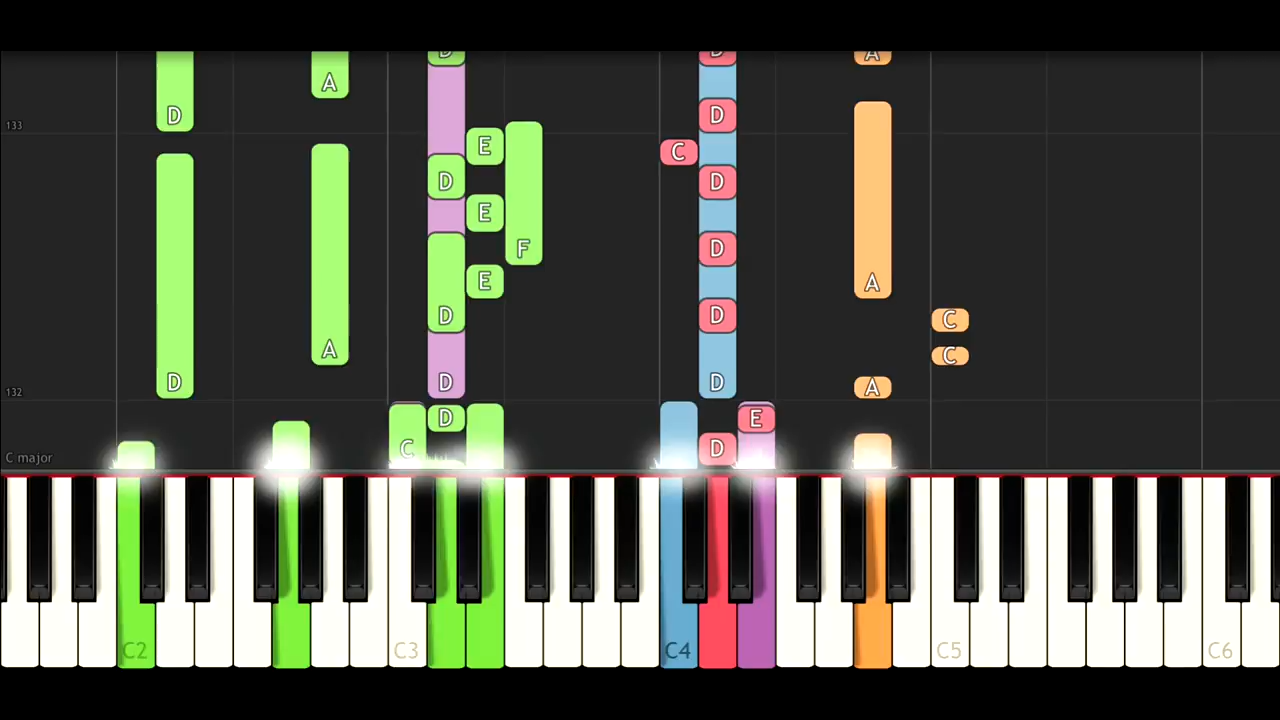 D A
D D A
D
133
E
C
D D
E
D F
E A
D D C
A C
D D D A
132
D E
C D
C major
C2 C3 C4 C5 C6